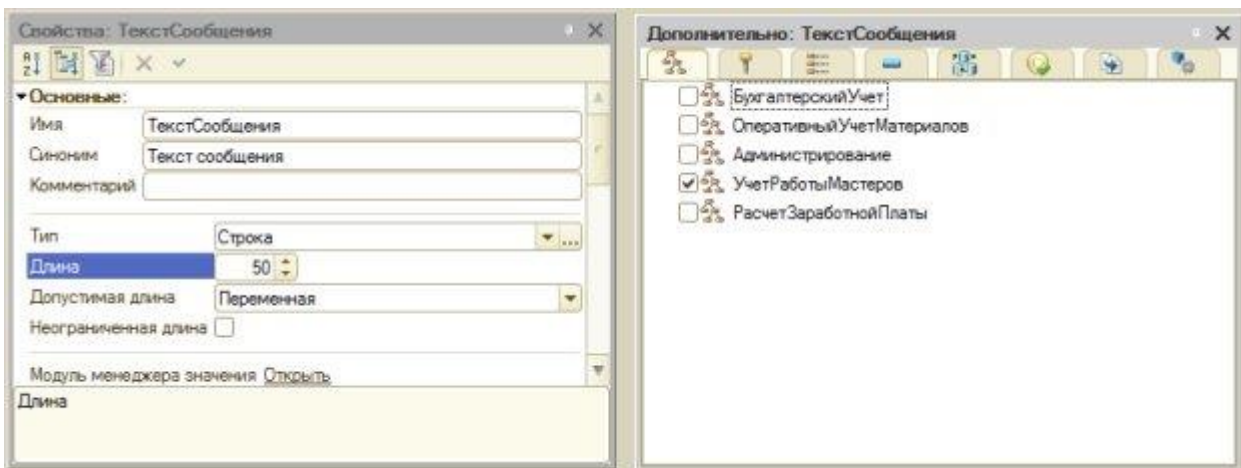 Свойства: ТекстСообщения
Основные:
Имя ТекстСообщения
Синоним Текст сообщения
Комментарий
Тип Строка ...
Длина 50
Допустимая длина Переменная
Неограниченная длина
Модуль менеджера значения Открыть
Длина
Дополнительно: ТекстСообщения
БухгалтерскийУчет
ОперативныйУчетМатериалов
Администрирование
УчетРаботыМастеров
РасчетЗаработнойПлаты